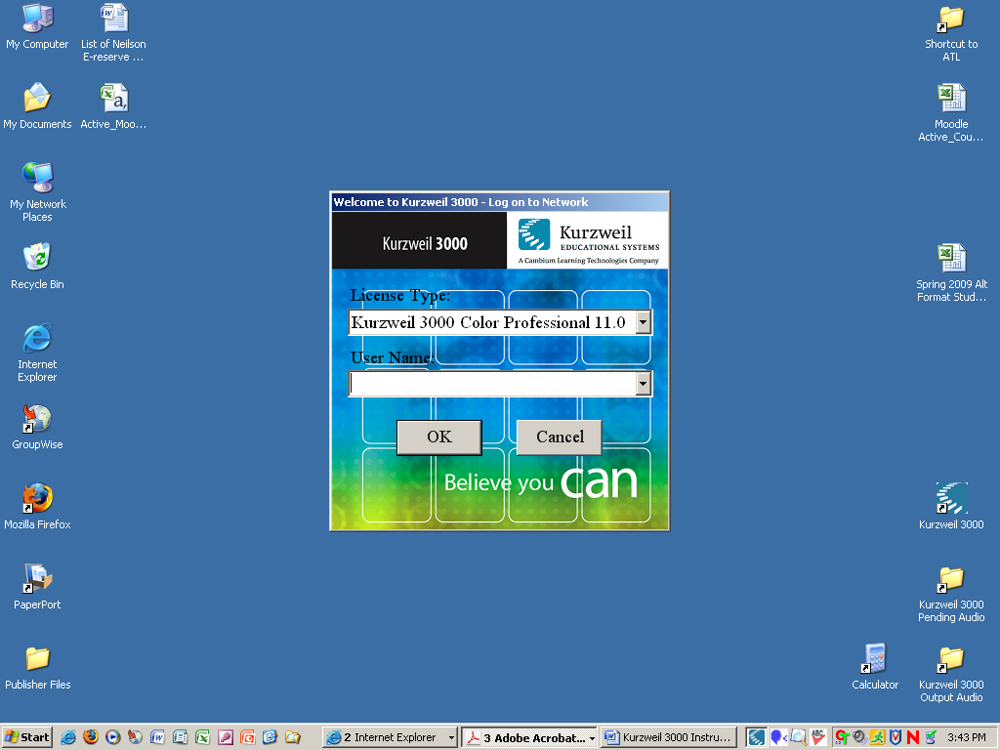 My Computer
List of Neilson
E-reserve ...
Shortcut to
ATL
My Documents
Active_Moo...
Moodle
Active_Cou...
My Network
Places
Recycle Bin
Spring 2009 Alt
Format Stud...
Internet
Explorer
GroupWise
Mozilla Firefox
Kurzweil 3000
PaperPort
Kurzweil 3000
Pending Audio
Publisher Files
Calculator
Kurzweil 3000
Output Audio
Welcome to Kurzweil 3000 - Log on to Network
Kurzweil 3000
Kurzweil
EDUCATIONAL SYSTEMS
A Cambium Learning Technologies Company
License Type:
Kurzweil 3000 Color Professional 11.0
User Name:
OK
Cancel
Believe you can
Start
2 Internet Explorer
3 Adobe Acrobat...
Kurzweil 3000 Instru...
3:43 PM